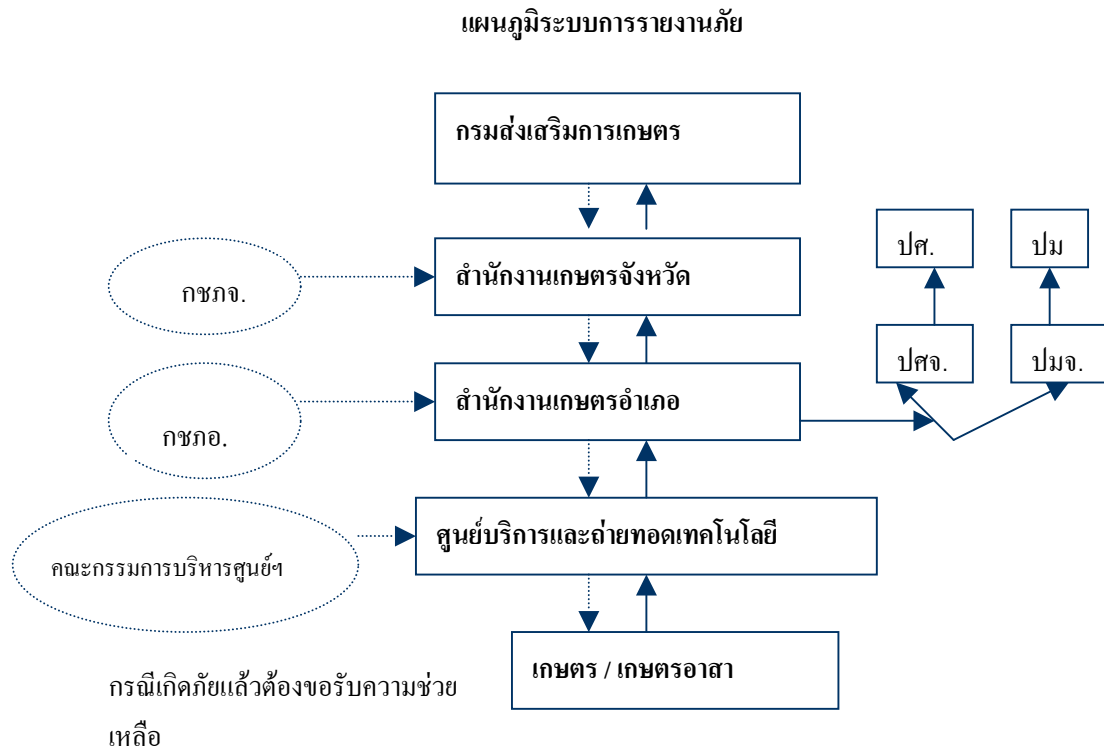 แผนภูมิระบบการรายงานภัย
กรมส่งเสริมการเกษตร
ปศ.
ปม
กชภจ.
สำนักงานเกษตรจังหวัด
ปศจ.
ปมจ.
กชภอ.
สำนักงานเกษตรอำเภอ
คณะกรรมการบริหารศูนย์ฯ
ศูนย์บริการและถ่ายทอดเทคโนโลยี
เกษตร / เกษตรอาสา
กรณีเกิดภัยแล้วต้องขอรับความช่วย
เหลือ